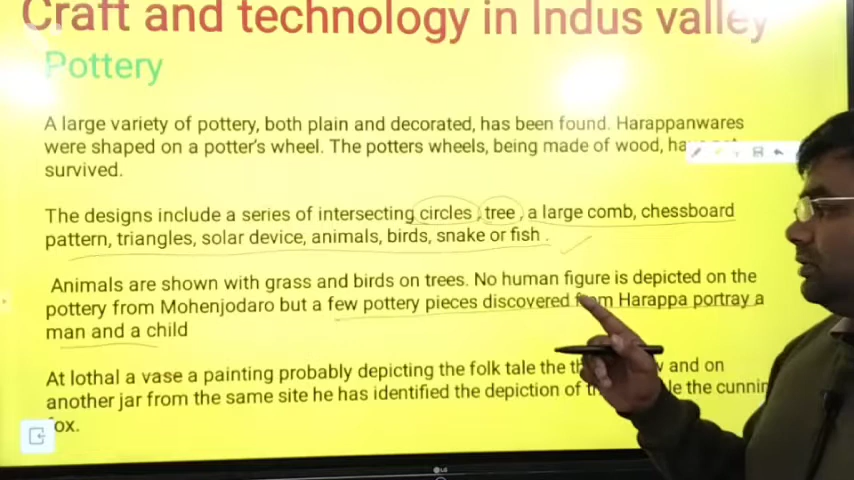 Craft and technology in Indus valley
Pottery
A large variety of pottery, both plain and decorated, has been found. Harappanwares
were shaped on a potter's wheel. The potters wheels, being made of wood,
survived.
The designs include a series of intersecting circles , tree , a large comb, chessboard
pattern, triangles, solar device, animals, birds, snake or fish .
Animals are shown with grass and birds on trees. No human figure is depicted on the
pottery from Mohenjodaro but a few pottery pieces discovered from Harappa portray a
man and a child
At lothal a vase a painting probably depicting the folk tale the and on
another jar from the same site he has identified the depiction of the cunning
fox.
LG